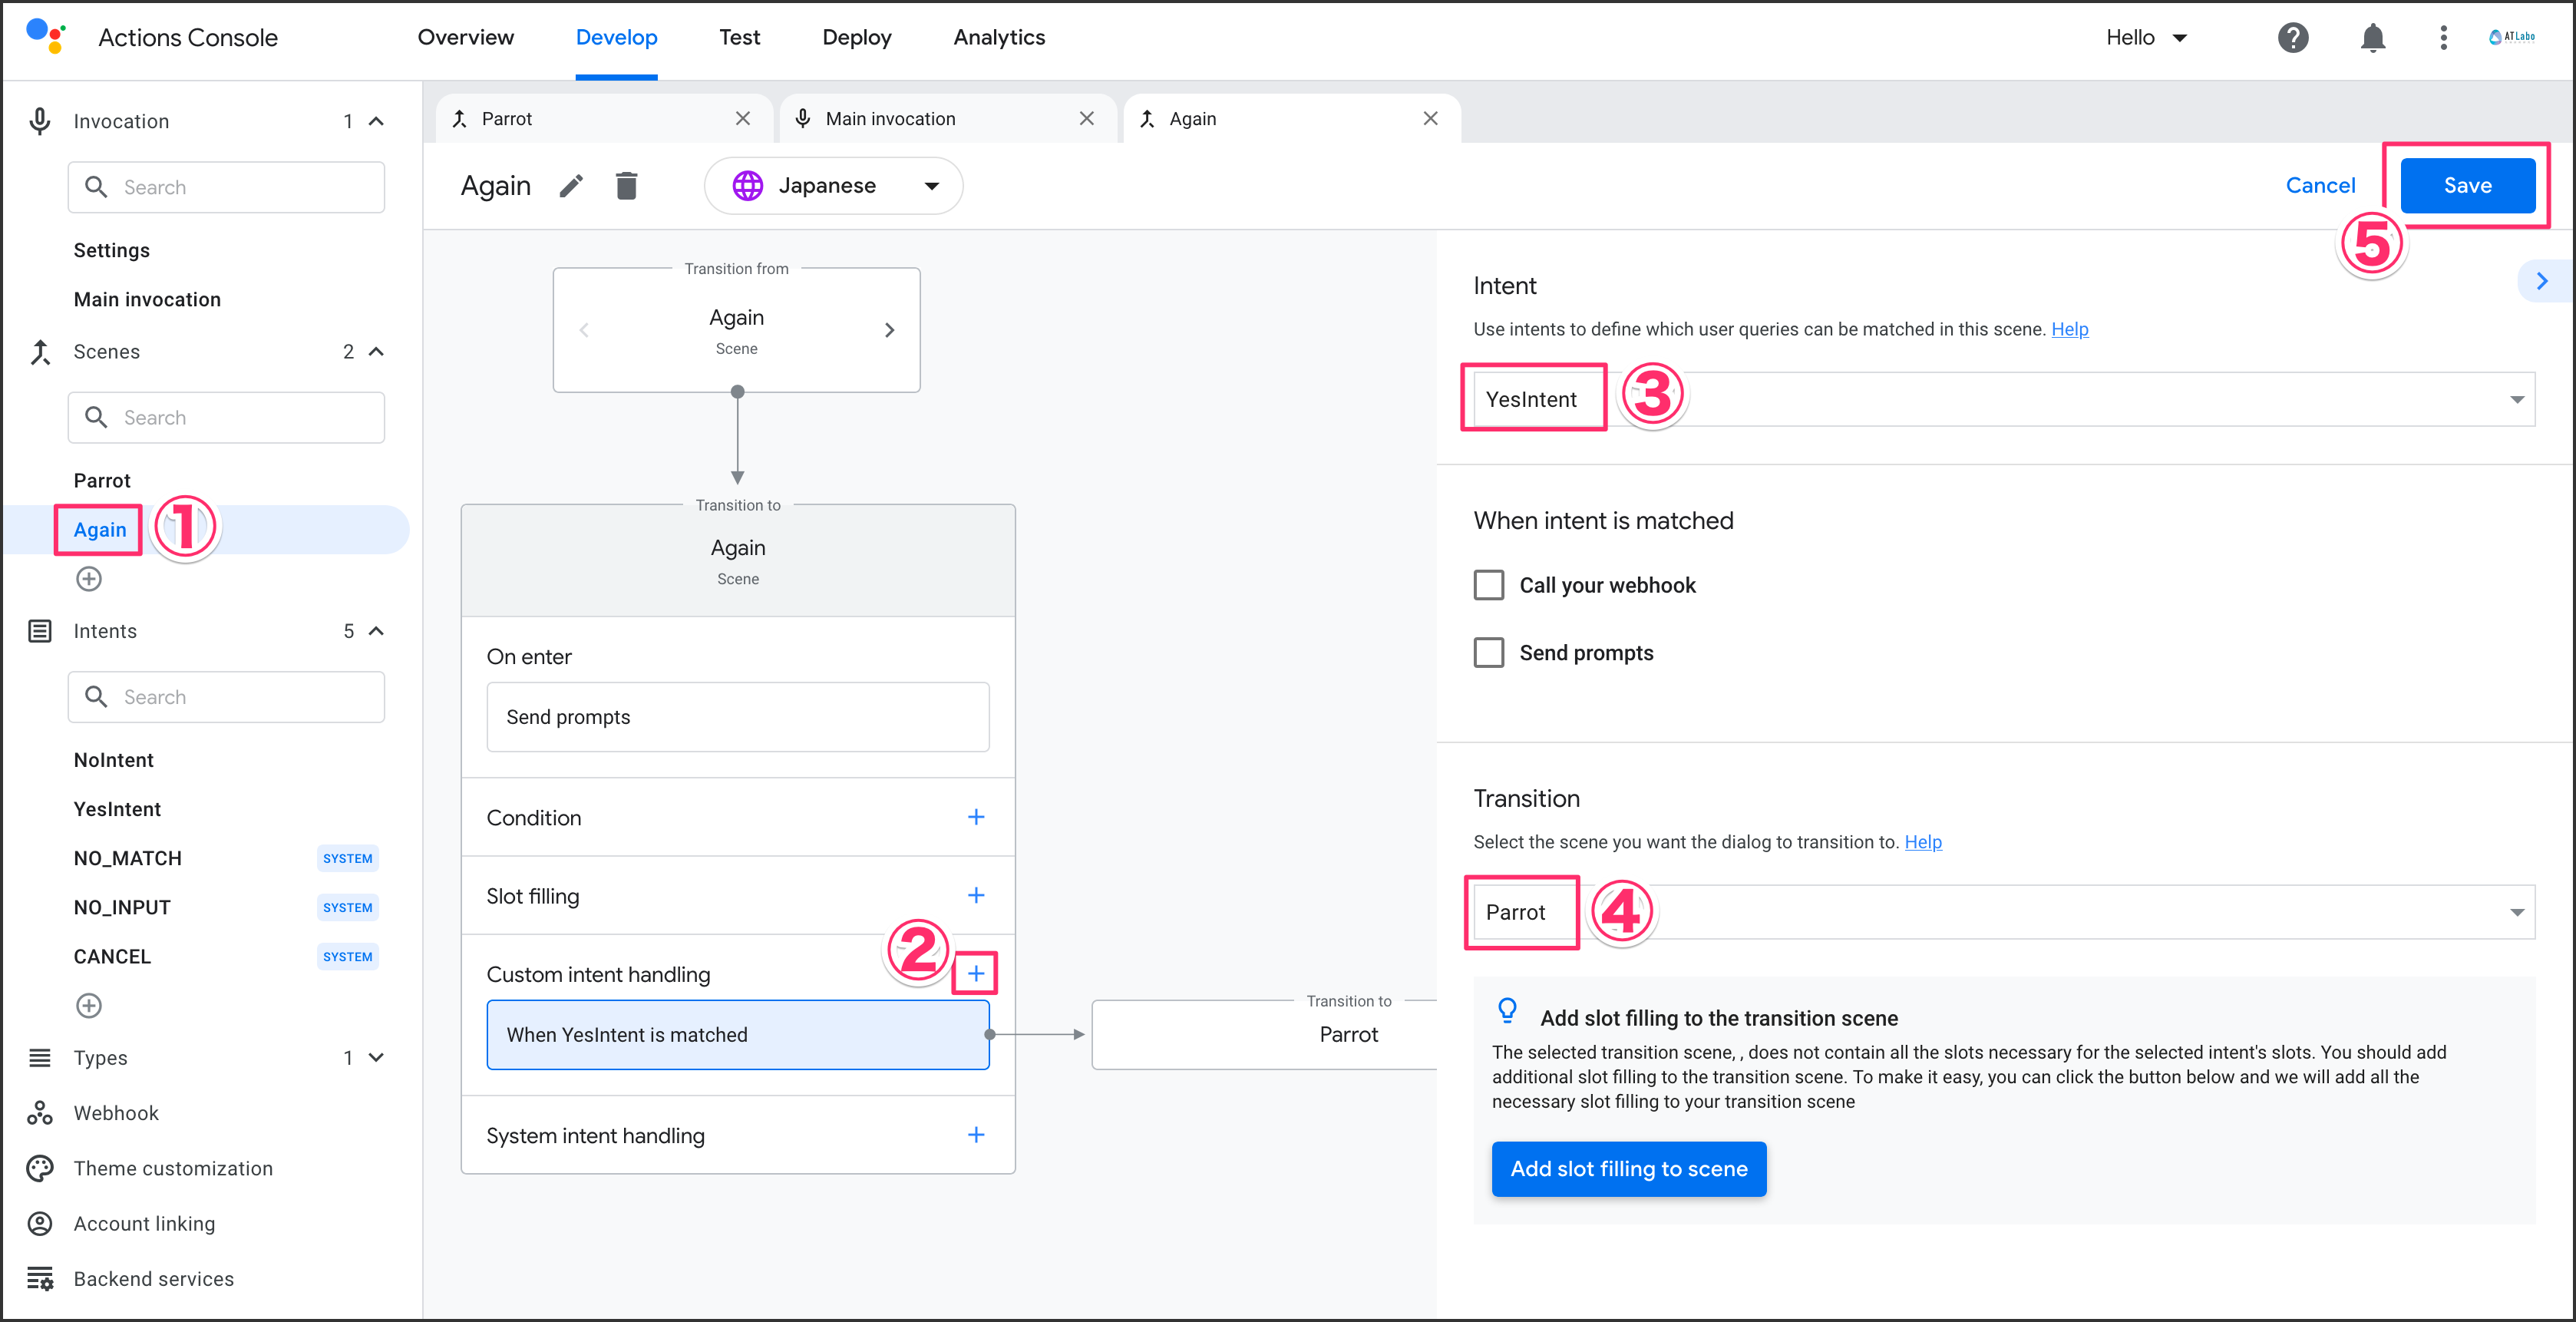 Actions Console
Overview
Develop
Test
Deploy
Analytics
Hello
ATLabo
Invocation 1
Search
Settings
Main invocation
Scenes 2
Search
Parrot
Again
①
Intents 5
Search
NoIntent
YesIntent
NO_MATCH SYSTEM
NO_INPUT SYSTEM
CANCEL SYSTEM
Types 1
Webhook
Theme customization
Account linking
Backend services
Parrot
Main invocation
Again
Again
Japanese
Cancel
Save
⑤
Transition from
Again
Scene
Transition to
Again
Scene
On enter
Send prompts
Condition
Slot filling
Custom intent handling
②
When YesIntent is matched
System intent handling
Transition to
Parrot
Intent
Use intents to define which user queries can be matched in this scene. Help
YesIntent
③
When intent is matched
Call your webhook
Send prompts
Transition
Select the scene you want the dialog to transition to. Help
Parrot
④
Add slot filling to the transition scene
The selected transition scene, , does not contain all the slots necessary for the selected intent's slots. You should add
additional slot filling to the transition scene. To make it easy, you can click the button below and we will add all the
necessary slot filling to your transition scene
Add slot filling to scene